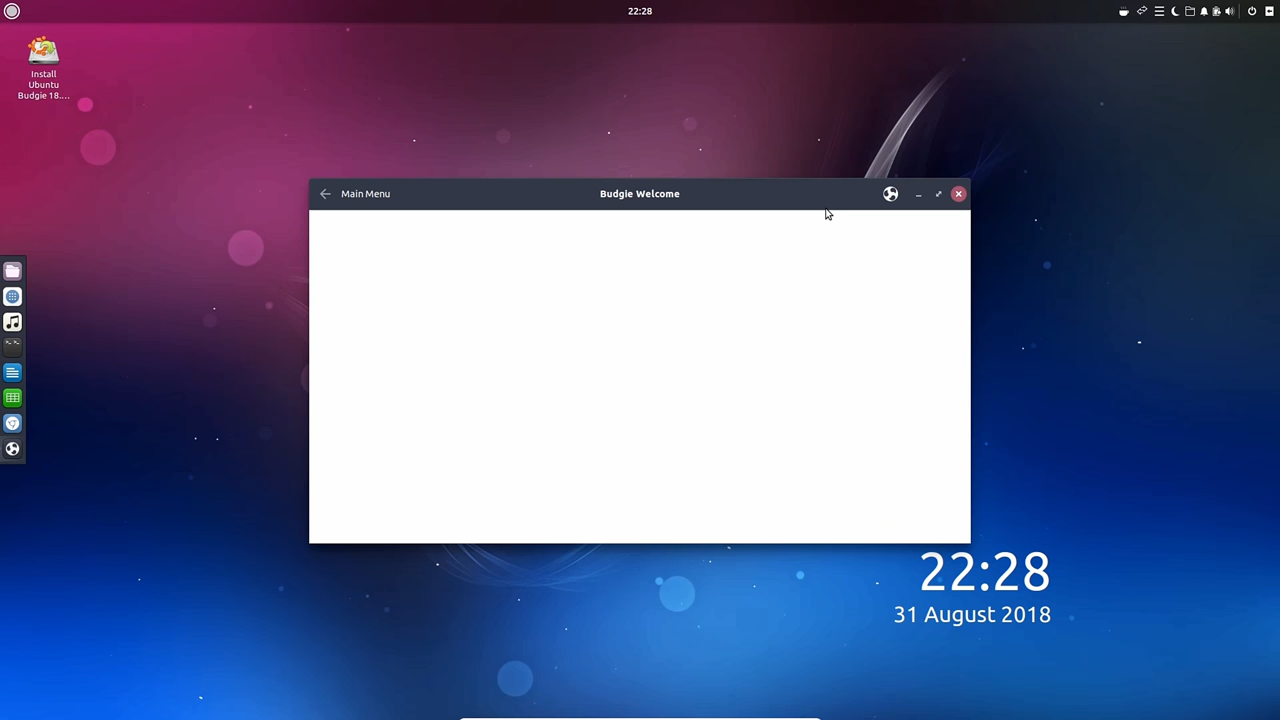 22:28
Install
Ubuntu
Budgie 18....
Main Menu
Budgie Welcome
22:28
31 August 2018